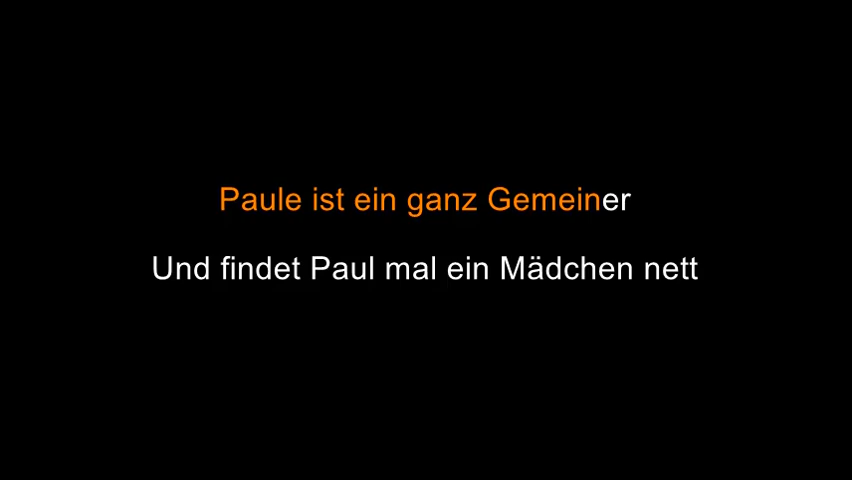 Paule ist ein ganz Gemeiner
Und findet Paul mal ein Mädchen nett